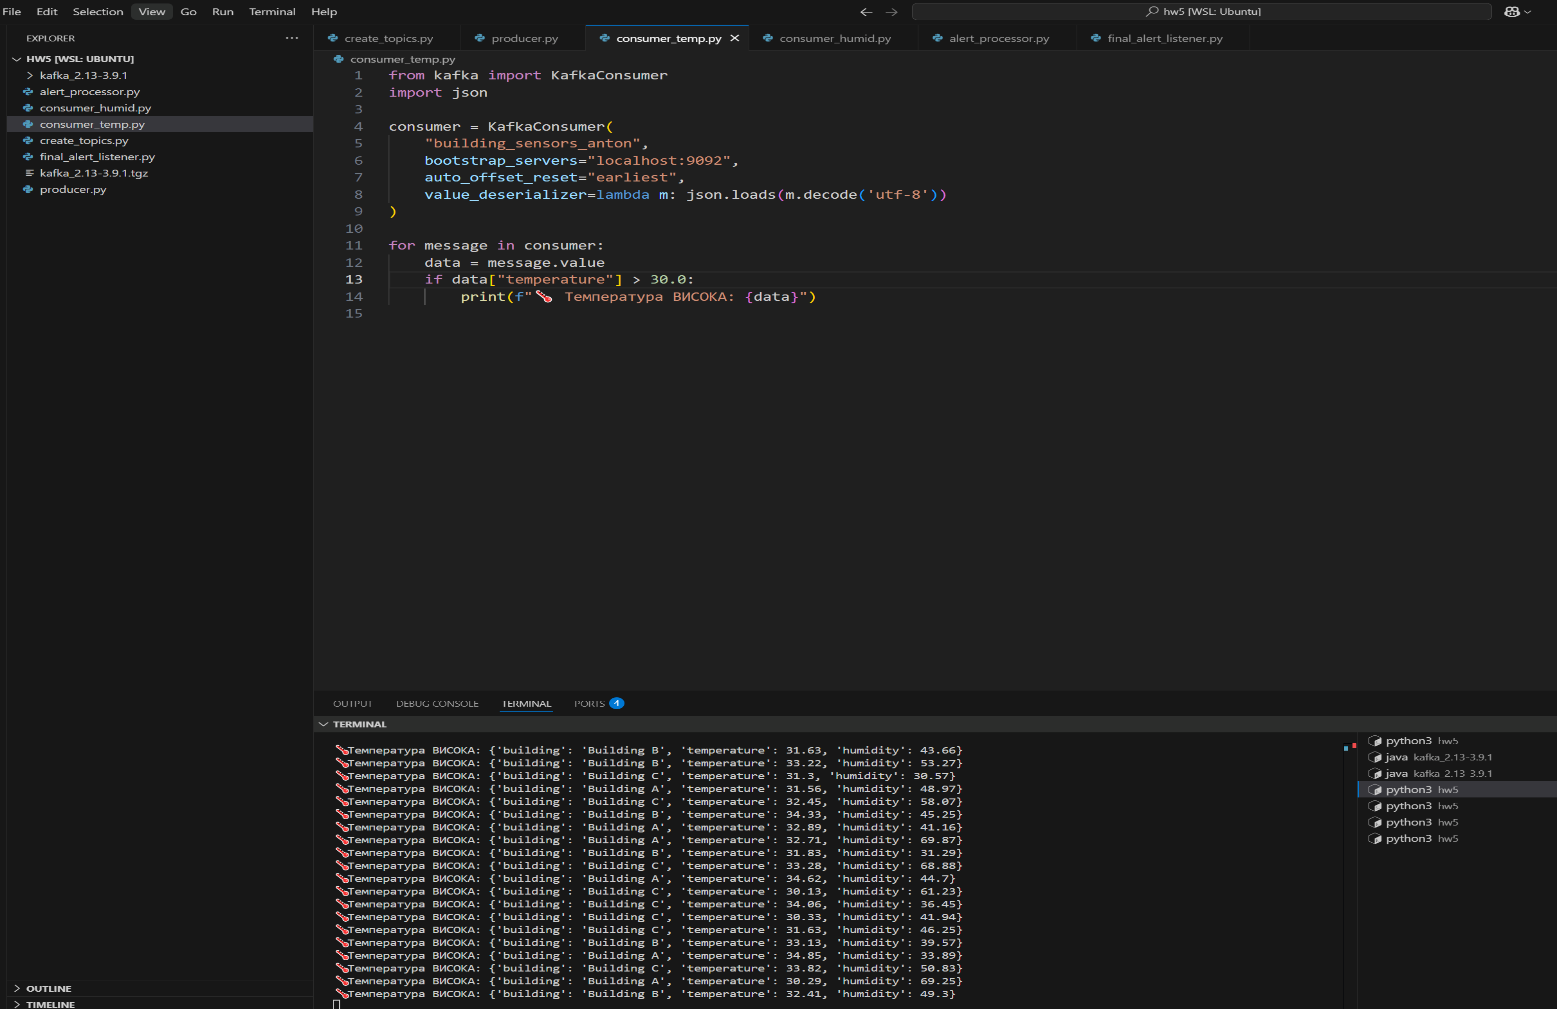 File Edit Selection View Go Run Terminal Help
hw5 [WSL: Ubuntu]
EXPLORER
HW5 [WSL: UBUNTU]
kafka_2.13-3.9.1
alert_processor.py
consumer_humid.py
consumer_temp.py
create_topics.py
final_alert_listener.py
kafka_2.13-3.9.1.tgz
producer.py
OUTLINE
TIMELINE
create_topics.py producer.py consumer_temp.py consumer_humid.py alert_processor.py final_alert_listener.py
consumer_temp.py
1 from kafka import KafkaConsumer
2 import json
3
4 consumer = KafkaConsumer(
5 "building_sensors_anton",
6 bootstrap_servers="localhost:9092",
7 auto_offset_reset="earliest",
8 value_deserializer=lambda m: json.loads(m.decode('utf-8'))
9 )
10
11 for message in consumer:
12 data = message.value
13 if data["temperature"] > 30.0:
14 print(f"🌡️ Температура ВИСОКА: {data}")
15
OUTPUT DEBUG CONSOLE TERMINAL PORTS 4
TERMINAL
🌡️Температура ВИСОКА: {'building': 'Building B', 'temperature': 31.63, 'humidity': 43.66}
🌡️Температура ВИСОКА: {'building': 'Building B', 'temperature': 33.22, 'humidity': 53.27}
🌡️Температура ВИСОКА: {'building': 'Building C', 'temperature': 31.3, 'humidity': 30.57}
🌡️Температура ВИСОКА: {'building': 'Building A', 'temperature': 31.56, 'humidity': 48.97}
🌡️Температура ВИСОКА: {'building': 'Building C', 'temperature': 32.45, 'humidity': 58.07}
🌡️Температура ВИСОКА: {'building': 'Building B', 'temperature': 34.33, 'humidity': 45.25}
🌡️Температура ВИСОКА: {'building': 'Building A', 'temperature': 32.89, 'humidity': 41.16}
🌡️Температура ВИСОКА: {'building': 'Building A', 'temperature': 32.71, 'humidity': 69.87}
🌡️Температура ВИСОКА: {'building': 'Building B', 'temperature': 31.83, 'humidity': 31.29}
🌡️Температура ВИСОКА: {'building': 'Building C', 'temperature': 33.28, 'humidity': 68.88}
🌡️Температура ВИСОКА: {'building': 'Building A', 'temperature': 34.62, 'humidity': 44.7}
🌡️Температура ВИСОКА: {'building': 'Building C', 'temperature': 30.13, 'humidity': 61.23}
🌡️Температура ВИСОКА: {'building': 'Building C', 'temperature': 34.06, 'humidity': 36.45}
🌡️Температура ВИСОКА: {'building': 'Building C', 'temperature': 30.33, 'humidity': 41.94}
🌡️Температура ВИСОКА: {'building': 'Building C', 'temperature': 31.63, 'humidity': 46.25}
🌡️Температура ВИСОКА: {'building': 'Building B', 'temperature': 33.13, 'humidity': 39.57}
🌡️Температура ВИСОКА: {'building': 'Building A', 'temperature': 34.85, 'humidity': 33.89}
🌡️Температура ВИСОКА: {'building': 'Building C', 'temperature': 33.82, 'humidity': 50.83}
🌡️Температура ВИСОКА: {'building': 'Building A', 'temperature': 30.29, 'humidity': 69.25}
🌡️Температура ВИСОКА: {'building': 'Building B', 'temperature': 32.41, 'humidity': 49.3}
python3 hw5
java kafka_2.13-3.9.1
java kafka_2.13-3.9.1
python3 hw5
python3 hw5
python3 hw5
python3 hw5